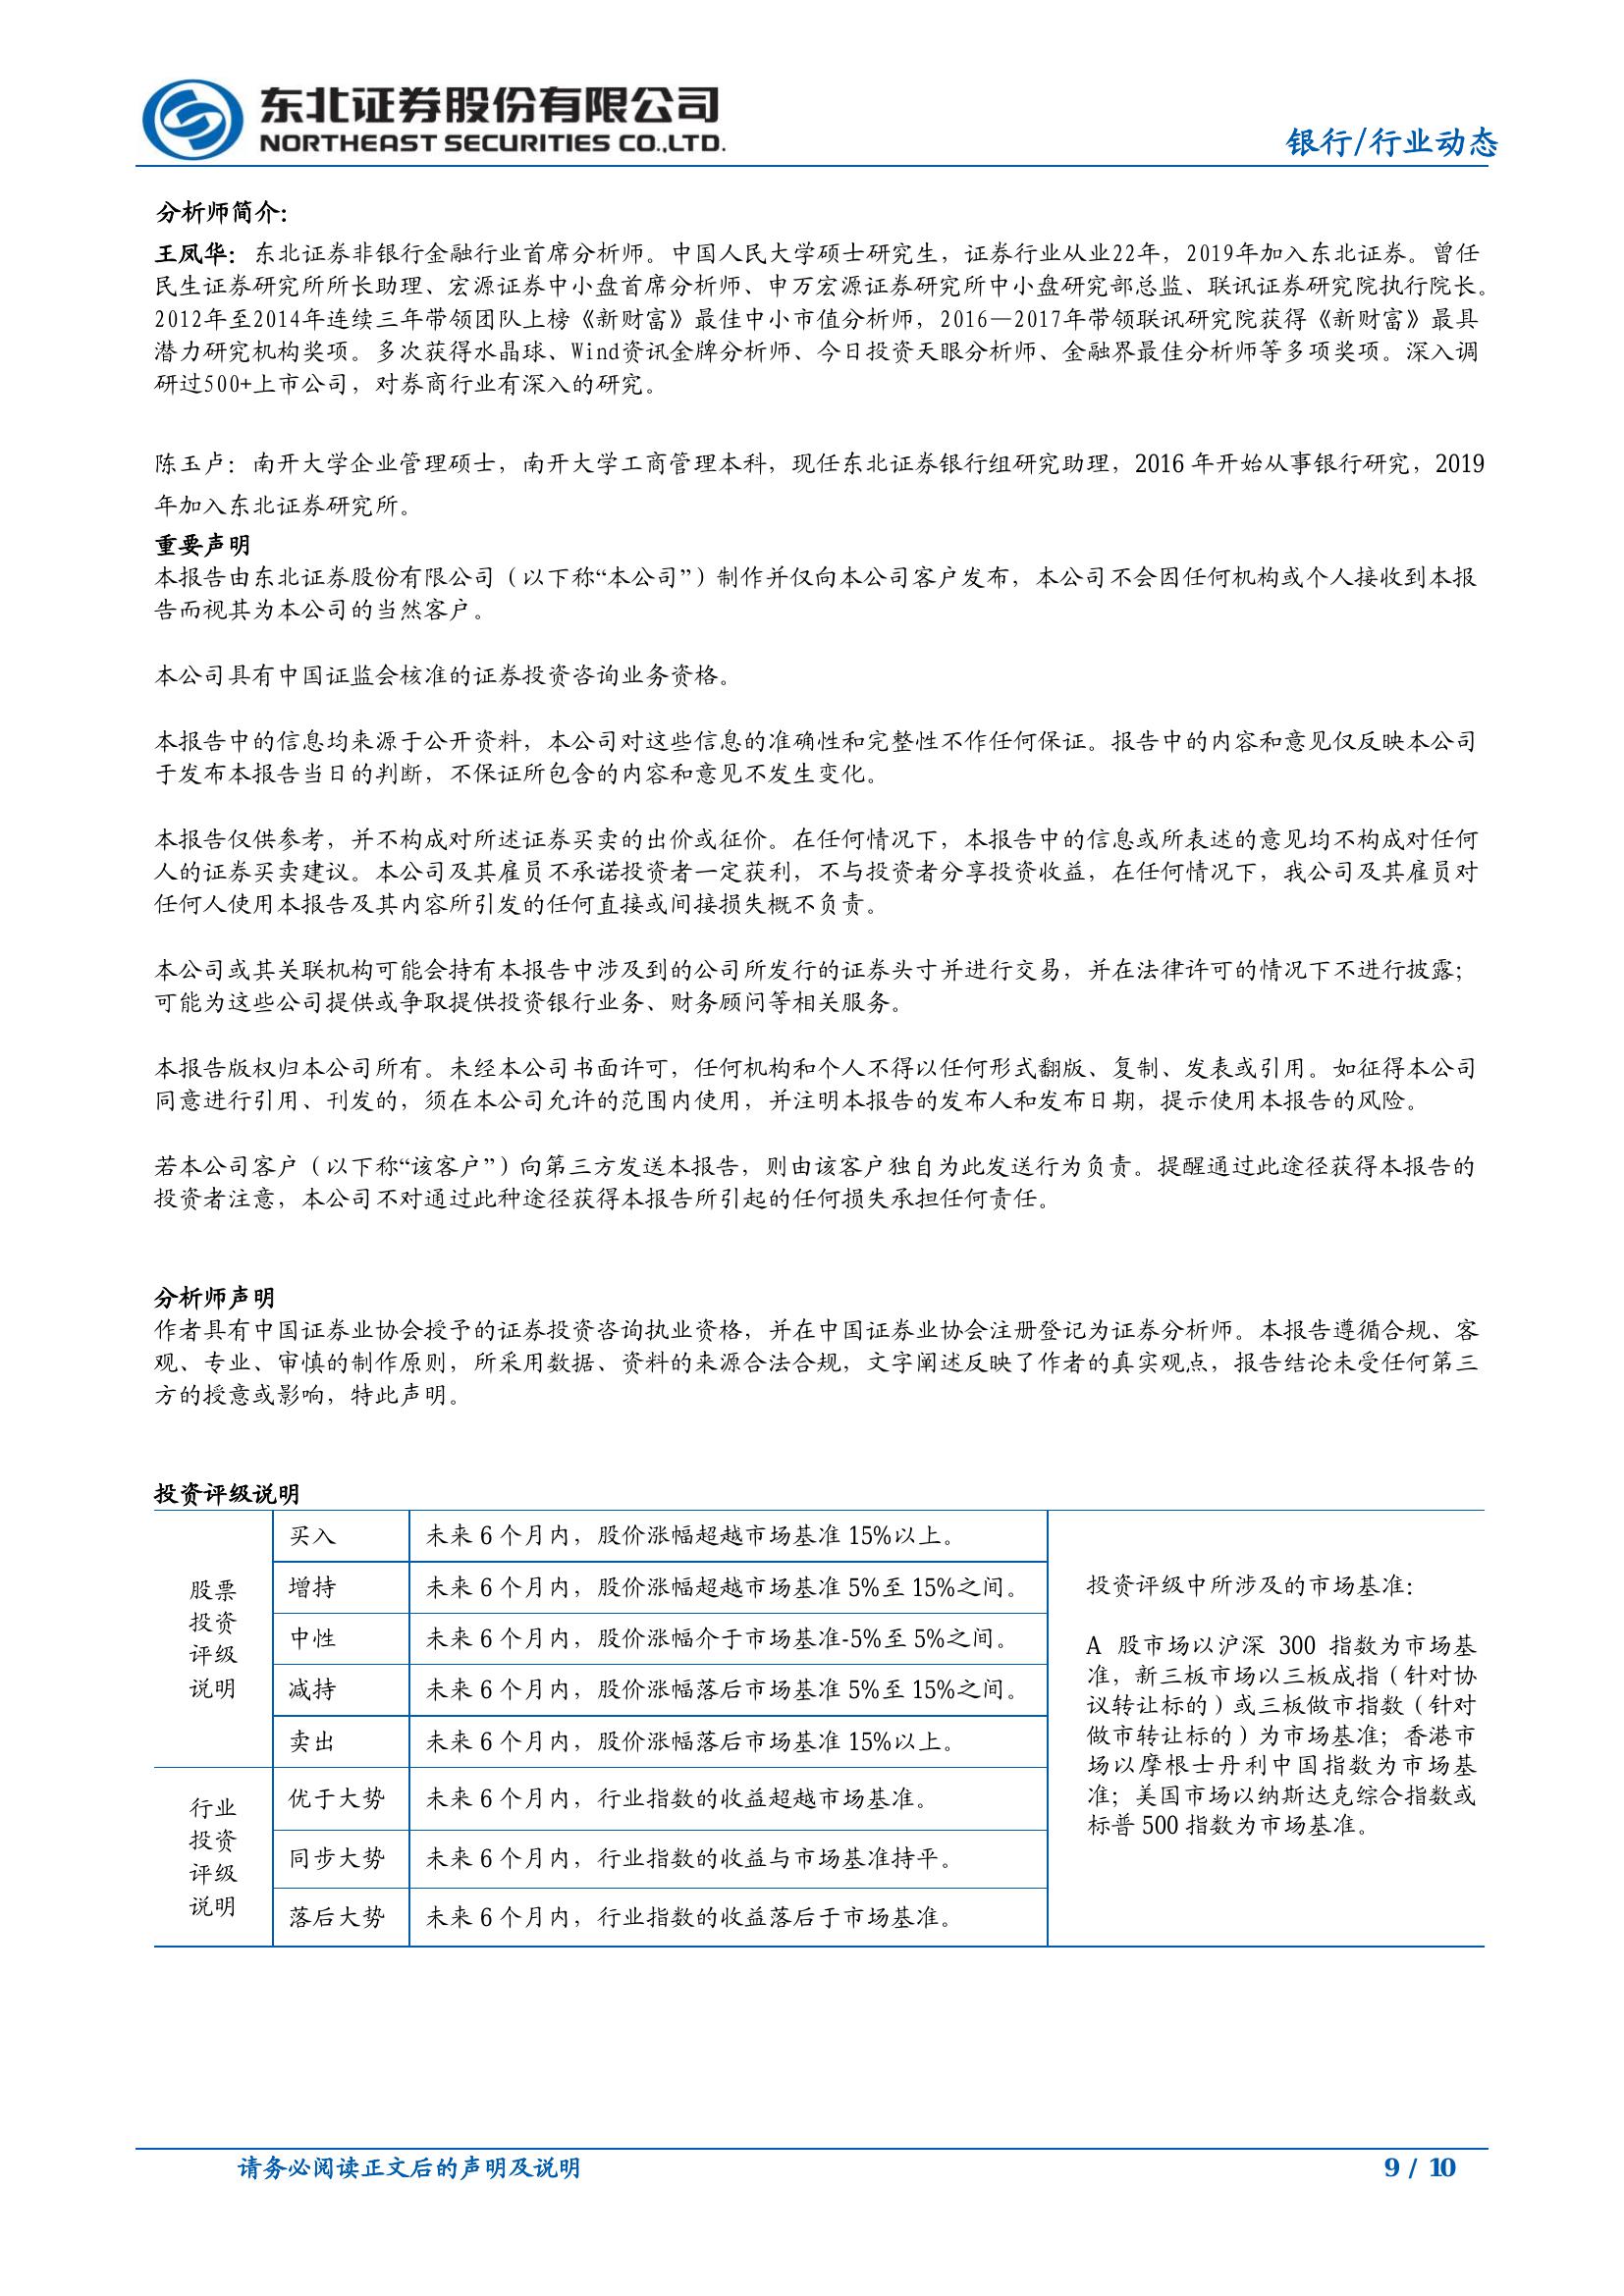 东北证券股份有限公司
NORTHEAST SECURITIES CO.,LTD.
银行/行业动态
分析师简介：
王凤华：东北证券非银行金融行业首席分析师。中国人民大学硕士研究生，证券行业从业22年，2019年加入东北证券。曾任
民生证券研究所所长助理、宏源证券中小盘首席分析师、申万宏源证券研究所中小盘研究部总监、联讯证券研究院执行院长。
2012年至2014年连续三年带领团队上榜《新财富》最佳中小市值分析师，2016—2017年带领联讯研究院获得《新财富》最具
潜力研究机构奖项。多次获得水晶球、Wind资讯金牌分析师、今日投资天眼分析师、金融界最佳分析师等多项奖项。深入调
研过500+上市公司，对券商行业有深入的研究。
陈玉卢：南开大学企业管理硕士，南开大学工商管理本科，现任东北证券银行组研究助理，2016 年开始从事银行研究，2019
年加入东北证券研究所。
重要声明
本报告由东北证券股份有限公司（以下称“本公司”）制作并仅向本公司客户发布，本公司不会因任何机构或个人接收到本报
告而视其为本公司的当然客户。
本公司具有中国证监会核准的证券投资咨询业务资格。
本报告中的信息均来源于公开资料，本公司对这些信息的准确性和完整性不作任何保证。报告中的内容和意见仅反映本公司
于发布本报告当日的判断，不保证所包含的内容和意见不发生变化。
本报告仅供参考，并不构成对所述证券买卖的出价或征价。在任何情况下，本报告中的信息或所表述的意见均不构成对任何
人的证券买卖建议。本公司及其雇员不承诺投资者一定获利，不与投资者分享投资收益，在任何情况下，我公司及其雇员对
任何人使用本报告及其内容所引发的任何直接或间接损失概不负责。
本公司或其关联机构可能会持有本报告中涉及到的公司所发行的证券头寸并进行交易，并在法律许可的情况下不进行披露；
可能为这些公司提供或争取提供投资银行业务、财务顾问等相关服务。
本报告版权归本公司所有。未经本公司书面许可，任何机构和个人不得以任何形式翻版、复制、发表或引用。如征得本公司
同意进行引用、刊发的，须在本公司允许的范围内使用，并注明本报告的发布人和发布日期，提示使用本报告的风险。
若本公司客户（以下称“该客户”）向第三方发送本报告，则由该客户独自为此发送行为负责。提醒通过此途径获得本报告的
投资者注意，本公司不对通过此种途径获得本报告所引起的任何损失承担任何责任。
分析师声明
作者具有中国证券业协会授予的证券投资咨询执业资格，并在中国证券业协会注册登记为证券分析师。本报告遵循合规、客
观、专业、审慎的制作原则，所采用数据、资料的来源合法合规，文字阐述反映了作者的真实观点，报告结论未受任何第三
方的授意或影响，特此声明。
投资评级说明
股票
投资
评级
说明
买入 未来 6 个月内，股价涨幅超越市场基准 15%以上。
增持 未来 6 个月内，股价涨幅超越市场基准 5%至 15%之间。
中性 未来 6 个月内，股价涨幅介于市场基准-5%至 5%之间。
减持 未来 6 个月内，股价涨幅落后市场基准 5%至 15%之间。
卖出 未来 6 个月内，股价涨幅落后市场基准 15%以上。
行业
投资
评级
说明
优于大势 未来 6 个月内，行业指数的收益超越市场基准。
同步大势 未来 6 个月内，行业指数的收益与市场基准持平。
落后大势 未来 6 个月内，行业指数的收益落后于市场基准。
投资评级中所涉及的市场基准：
A 股市场以沪深 300 指数为市场基
准，新三板市场以三板成指（针对协
议转让标的）或三板做市指数（针对
做市转让标的）为市场基准；香港市
场以摩根士丹利中国指数为市场基
准；美国市场以纳斯达克综合指数或
标普 500 指数为市场基准。
请务必阅读正文后的声明及说明
9 / 10